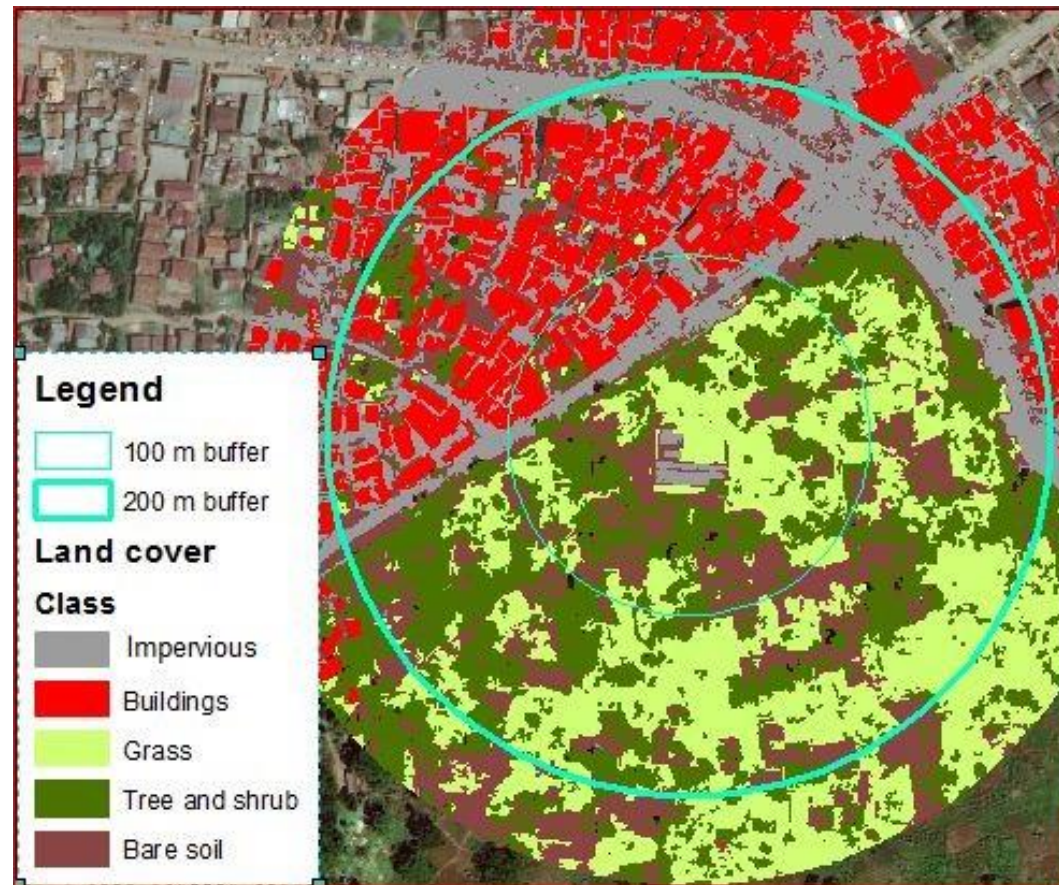 Legend
100 m buffer
200 m buffer
Land cover
Class
Impervious
Buildings
Grass
Tree and shrub
Bare soil